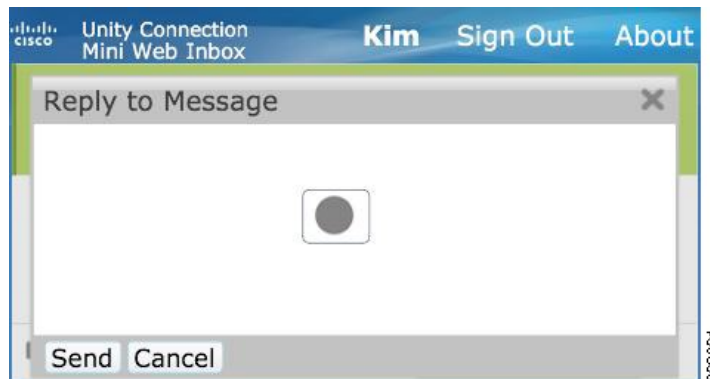 cisco
Unity Connection
Mini Web Inbox
Kim Sign Out About
Reply to Message
Send Cancel